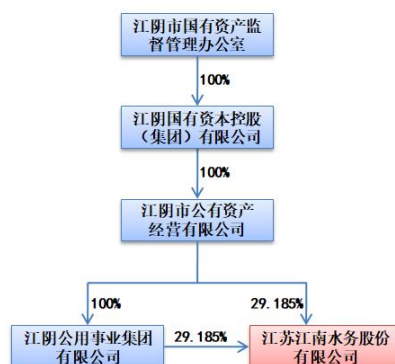 江阴市国有资产监
督管理办公室
100%
江阴国有资本控股
（集团）有限公司
100%
江阴市公有资产
经营有限公司
100%
29.185%
江阴公用事业集团
有限公司
29.185%
江苏江南水务股份
有限公司